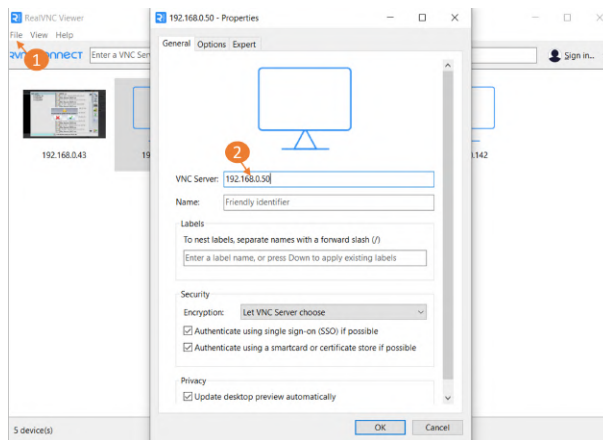 RealVNC Viewer
File View Help
1
Enter a VNC Ser
Sign in...
192.168.0.43
.142
5 device(s)
192.168.0.50 - Properties
General Options Expert
2
VNC Server: 192.168.0.50
Name: Friendly identifier
Labels
To nest labels, separate names with a forward slash (/)
Enter a label name, or press Down to apply existing labels
Security
Encryption: Let VNC Server choose
Authenticate using single sign-on (SSO) if possible
Authenticate using a smartcard or certificate store if possible
Privacy
Update desktop preview automatically
OK Cancel